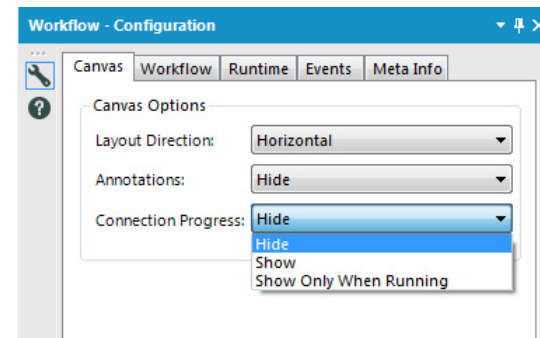 Workflow - Configuration
Canvas Workflow Runtime Events Meta Info
Canvas Options
Layout Direction: Horizontal
Annotations: Hide
Connection Progress: Hide
Hide
Show
Show Only When Running